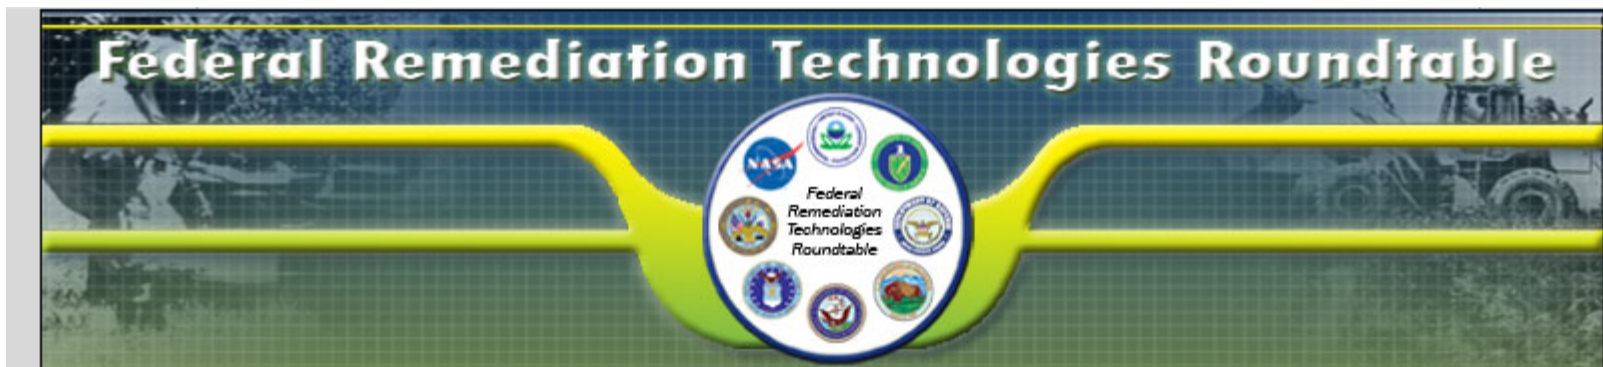 Federal Remediation Technologies Roundtable
NASA
Federal
Remediation
Technologies
Roundtable